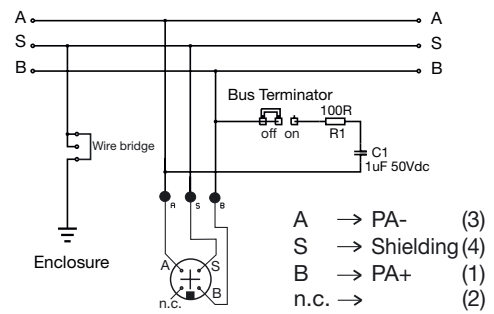 A A
S S
B B
Bus Terminator
100R
off on R1
Wire bridge
C1
1uF 50Vdc
A S B
A → PA- (3)
S → Shielding (4)
B → PA+ (1)
n.c. → (2)
Enclosure
A S
n.c. B